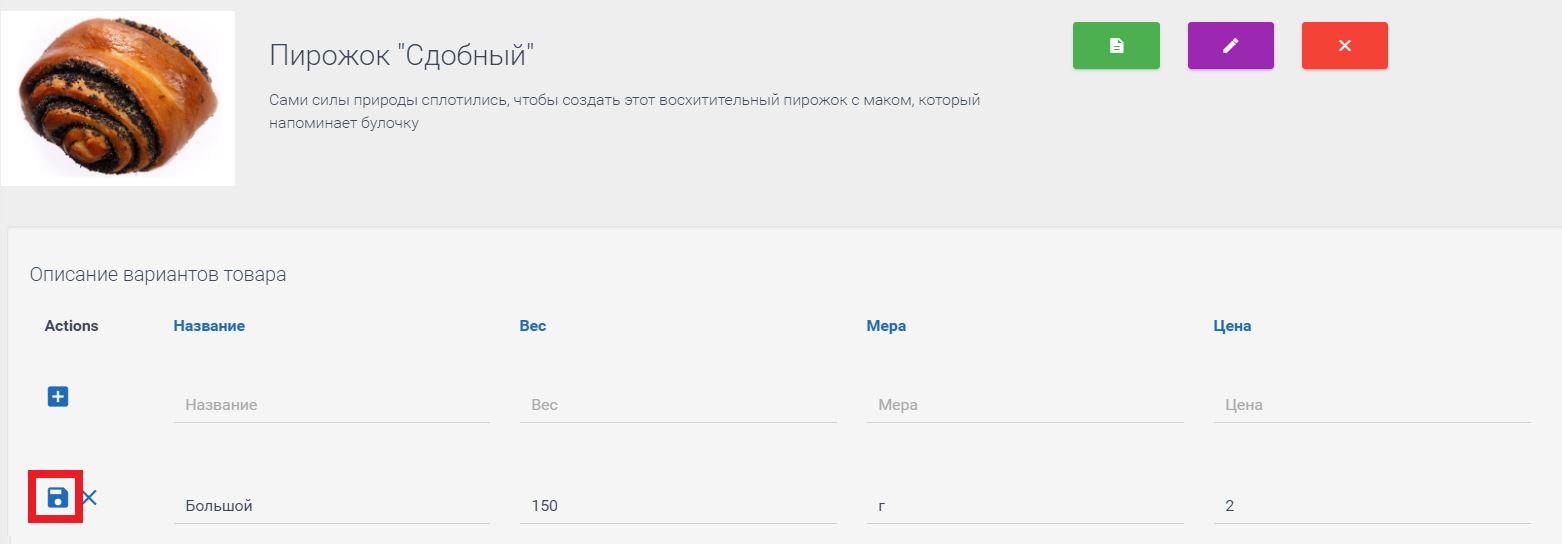 Пирожок "Сдобный"
Сами силы природы сплотились, чтобы создать этот восхитительный пирожок с маком, который
напоминает булочку
Описание вариантов товара
Actions Название Вес Мера Цена
Название Вес Мера Цена
Большой 150 г 2